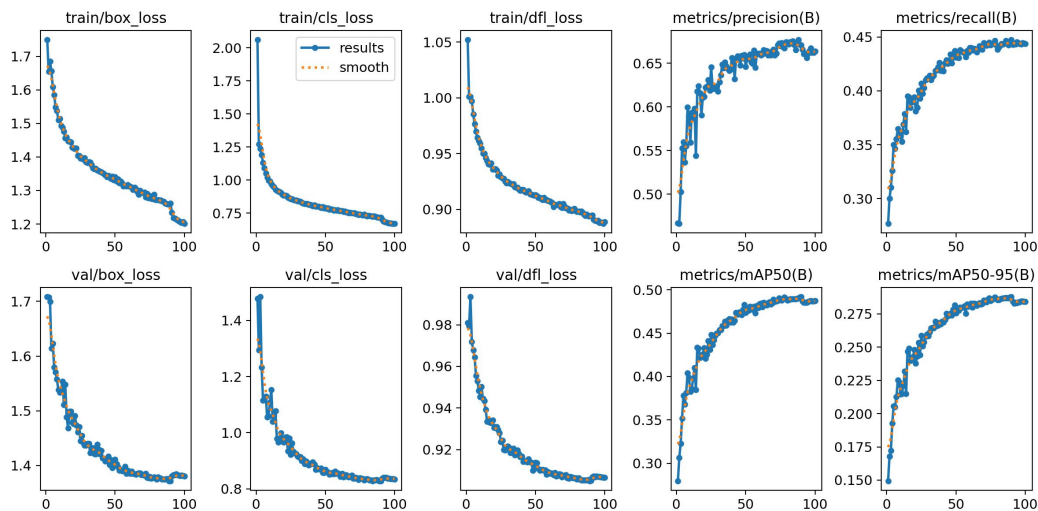 train/box_loss
train/cls_loss
train/dfl_loss
metrics/precision(B)
metrics/recall(B)
1.7
1.6
1.5
1.4
1.3
1.2
0 50 100
2.00
1.75
1.50
1.25
1.00
0.75
results
smooth
0 50 100
1.05
1.00
0.95
0.90
0 50 100
0.65
0.60
0.55
0.50
0 50 100
0.45
0.40
0.35
0.30
0 50 100
val/box_loss
val/cls_loss
val/dfl_loss
metrics/mAP50(B)
metrics/mAP50-95(B)
1.7
1.6
1.5
1.4
0 50 100
1.4
1.2
1.0
0.8
0 50 100
0.98
0.96
0.94
0.92
0 50 100
0.50
0.45
0.40
0.35
0.30
0 50 100
0.275
0.250
0.225
0.200
0.175
0.150
0 50 100